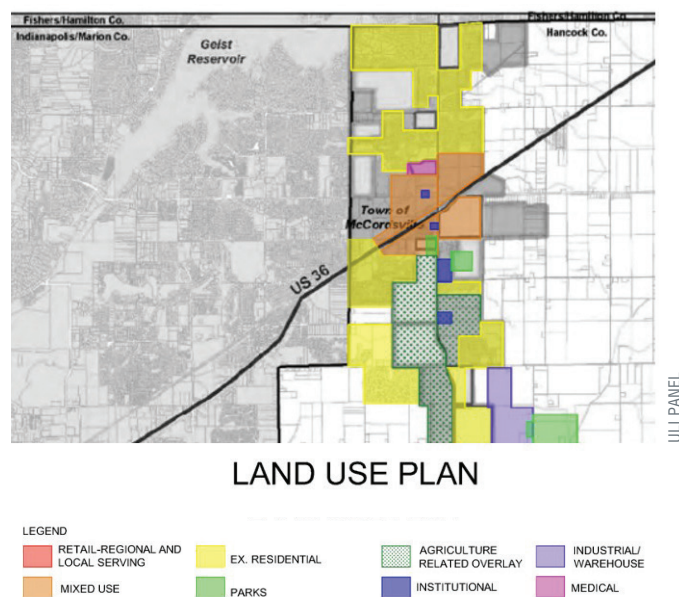 Fishers/Hamilton Co.
Indianapolis/Marion Co.
Fishers/Hamilton Co.
Hancock Co.
Geist
Reservoir
Town of
McCordsville
US 36
ULI PANEL
LAND USE PLAN
LEGEND
RETAIL-REGIONAL AND
LOCAL SERVING
EX. RESIDENTIAL
AGRICULTURE
RELATED OVERLAY
INDUSTRIAL/
WAREHOUSE
MIXED USE
PARKS
INSTITUTIONAL
MEDICAL